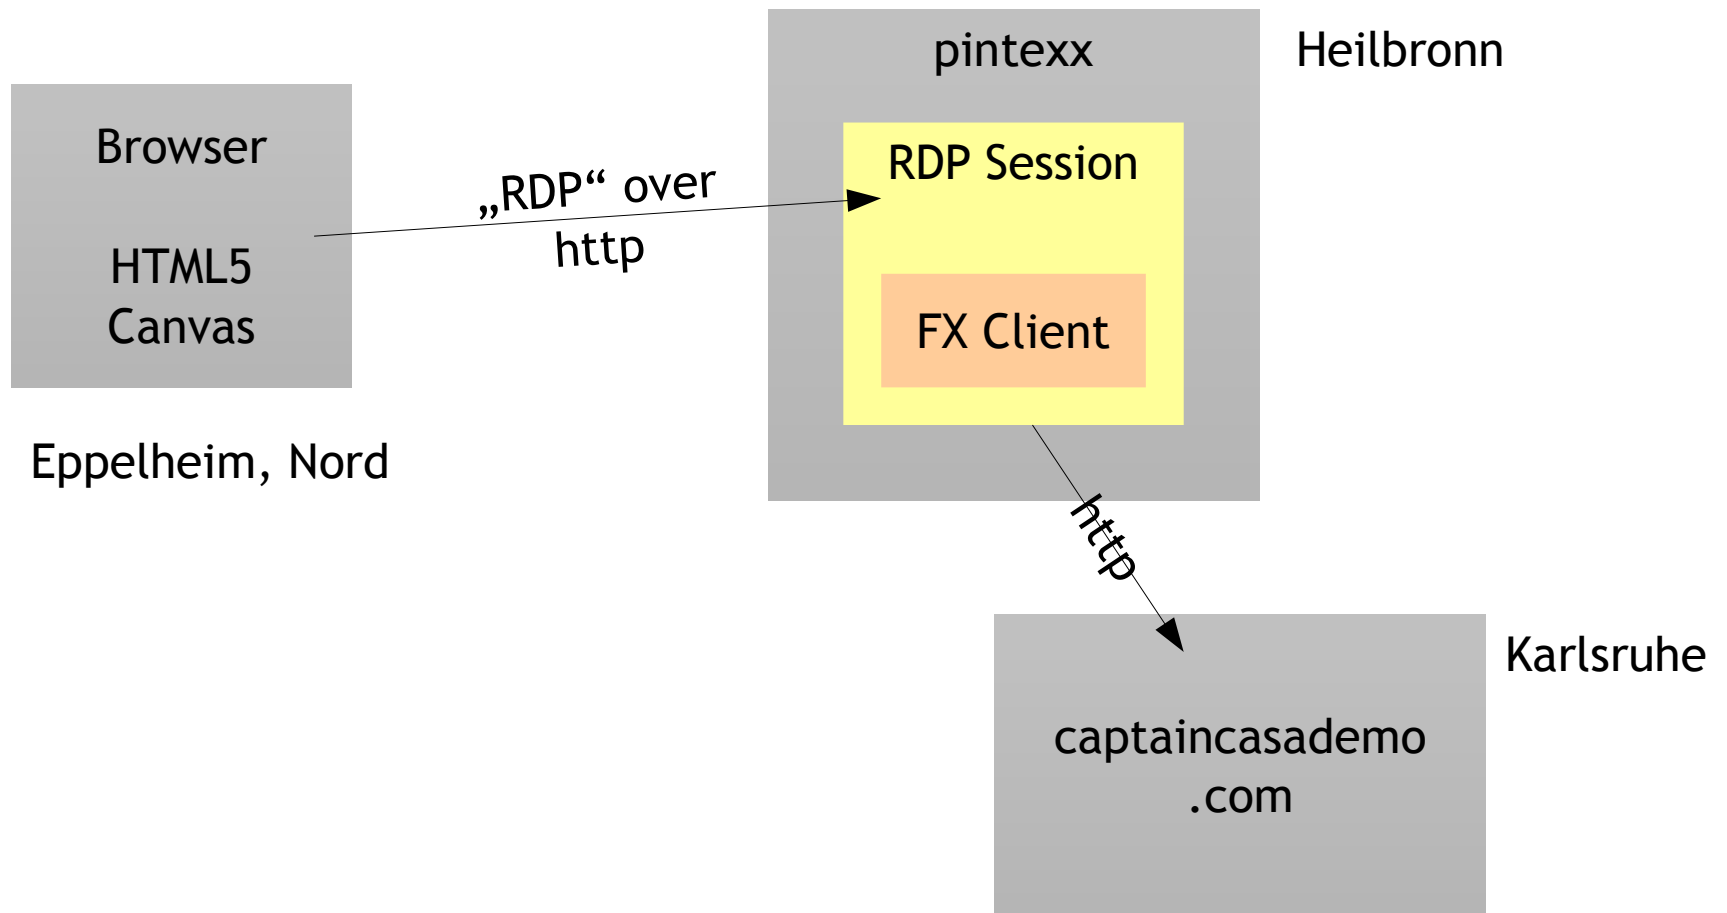 pintexx
Heilbronn
Browser
HTML5
Canvas
„RDP“ over
http
RDP Session
FX Client
Eppelheim, Nord
http
Karlsruhe
captaincasademo
.com